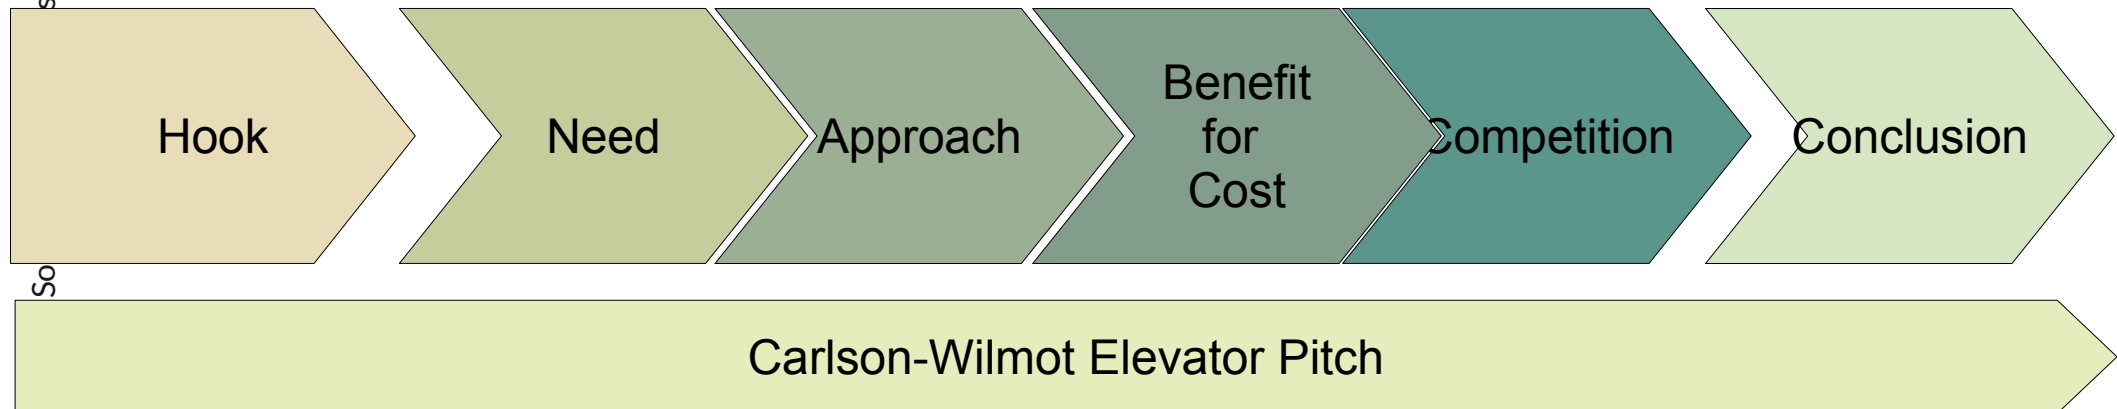 Hook
Need
Approach
Benefit
for
Cost
Competition
Conclusion
Carlson-Wilmot Elevator Pitch